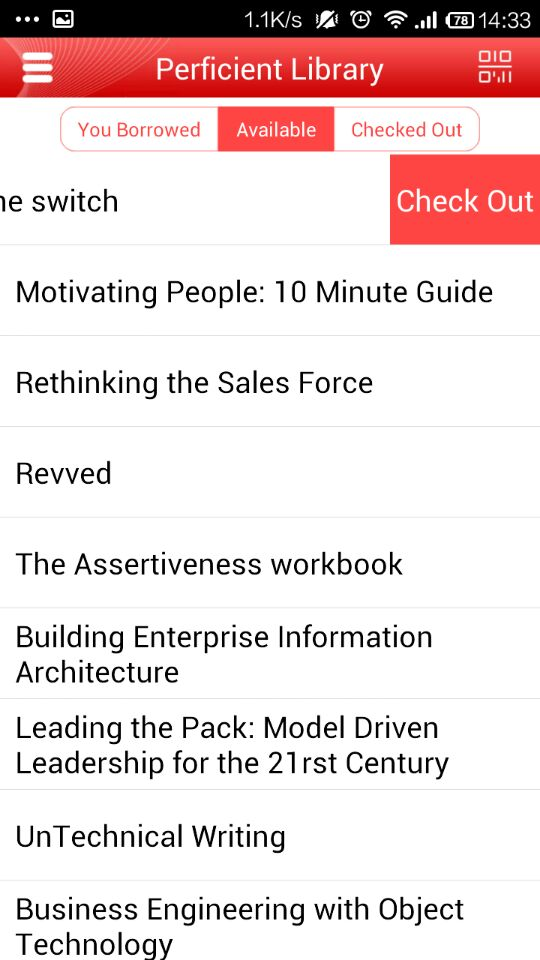 1.1K/s 78 14:33
Perficient Library
You Borrowed Available Checked Out
he switch Check Out
Motivating People: 10 Minute Guide
Rethinking the Sales Force
Revved
The Assertiveness workbook
Building Enterprise Information
Architecture
Leading the Pack: Model Driven
Leadership for the 21rst Century
UnTechnical Writing
Business Engineering with Object
Technology